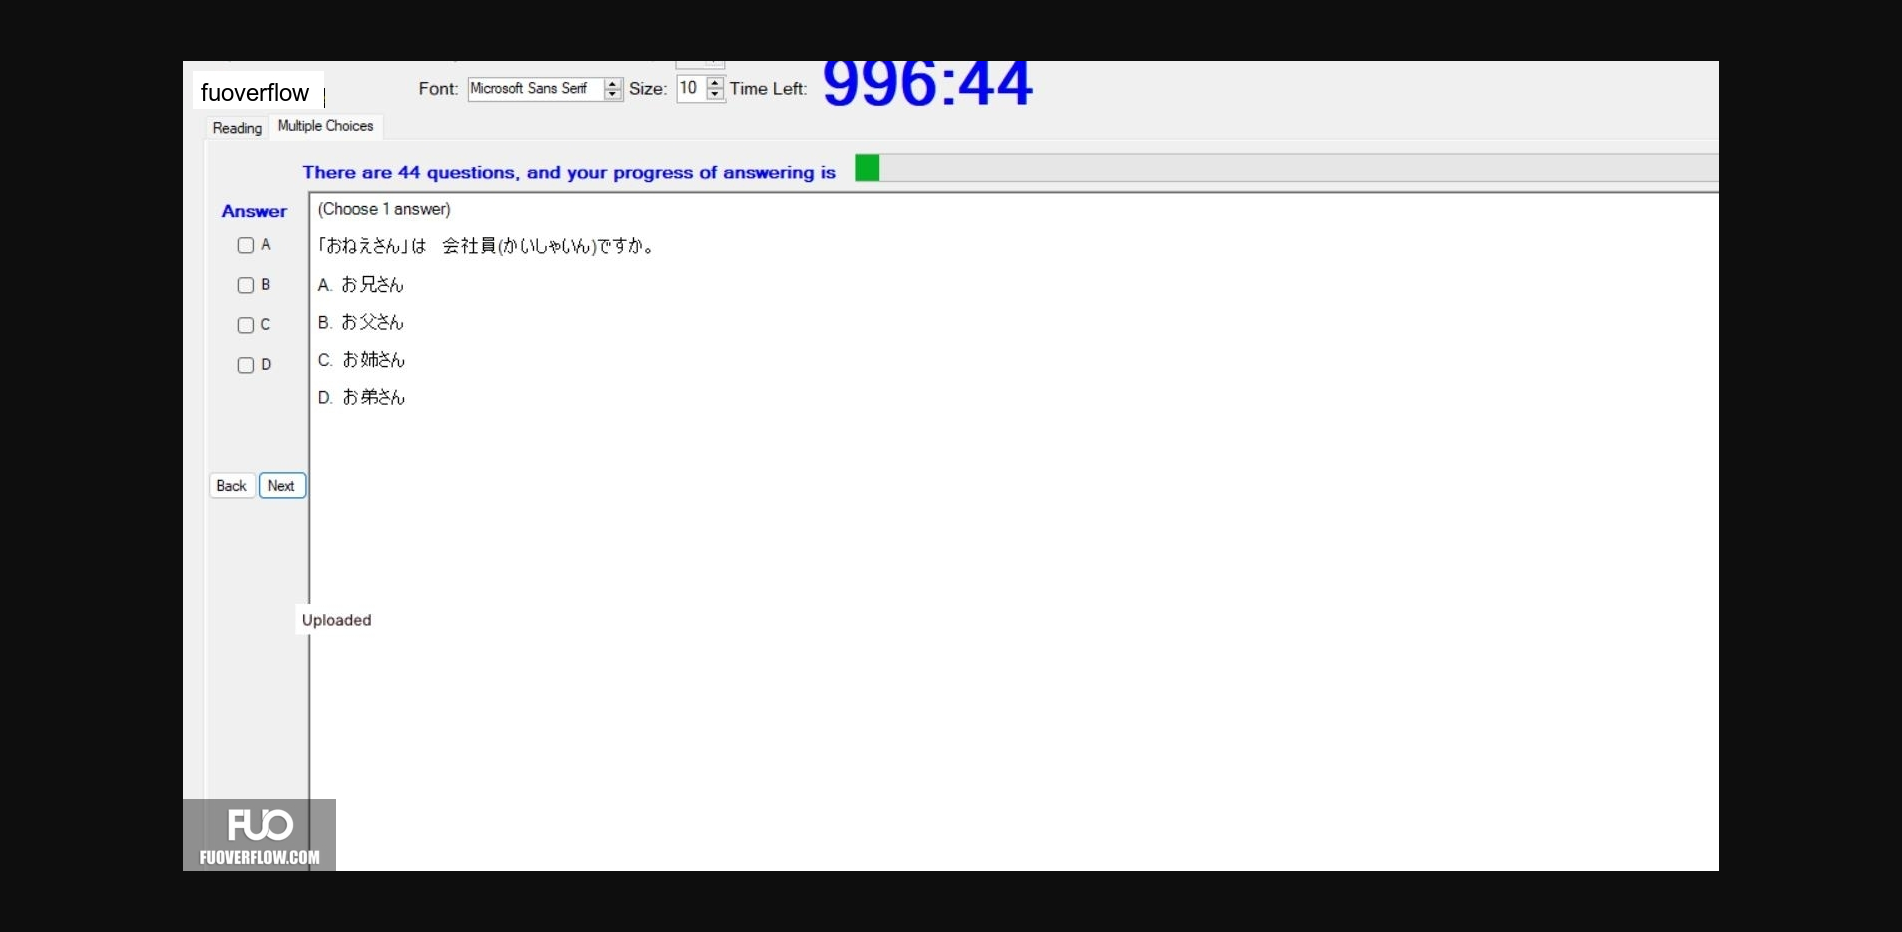 fuoverflow
Font: Microsoft Sans Serif Size: 10 Time Left: 996:44
Reading Multiple Choices
There are 44 questions, and your progress of answering is
Answer
(Choose 1 answer)
A
「おねえさん」は 会社員(かいしゃいん)ですか。
B
A. お兄さん
C
B. お父さん
D
C. お姉さん
D. お弟さん
Back Next
Uploaded
FUO
FUOVERFLOW.COM